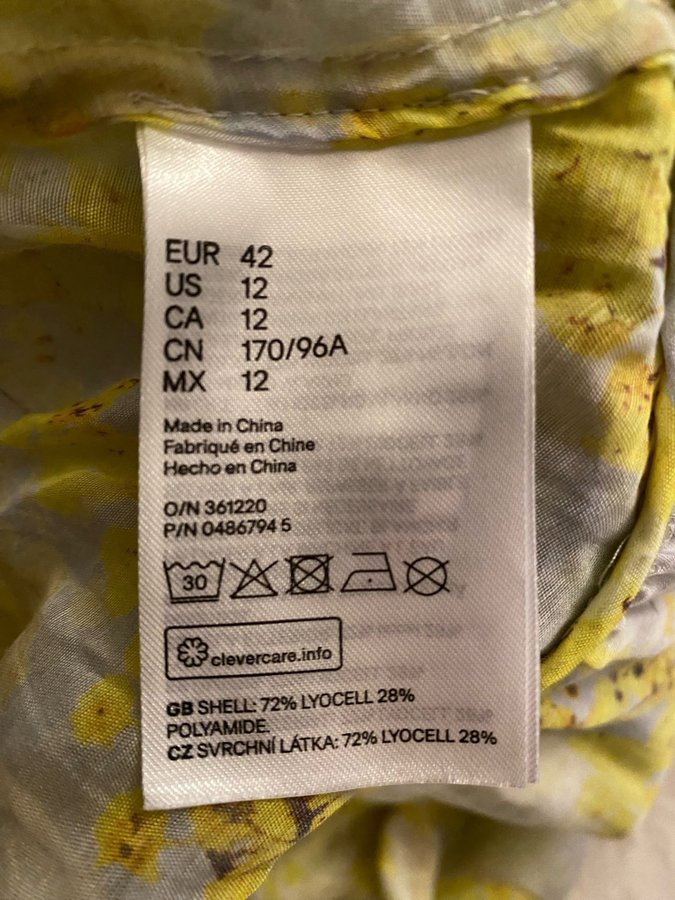 EUR 42
US 12
CA 12
CN 170/96A
MX 12
Made in China
Fabriqué en Chine
Hecho en China
O/N 361220
P/N 0486794 5
30
clevercare.info
GB SHELL: 72% LYOCELL 28%
POLYAMIDE.
CZ SVRCHNÍ LÁTKA: 72% LYOCELL 28%